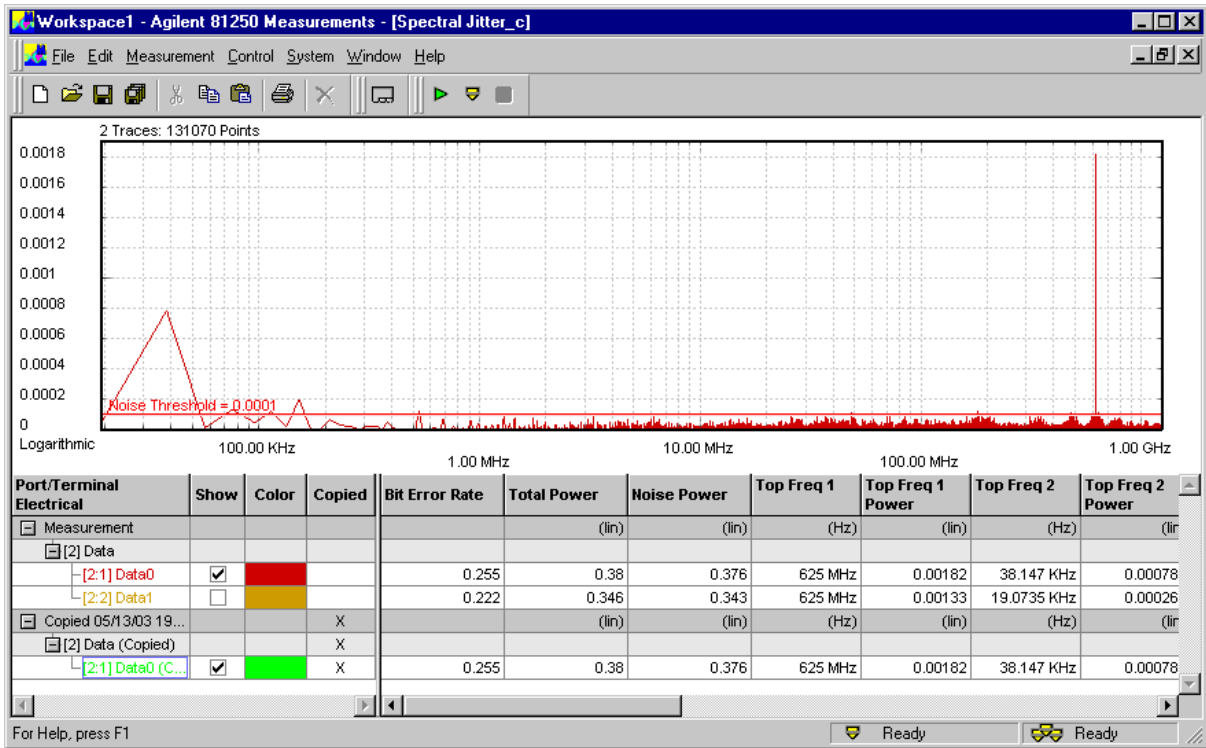 Workspace1 - Agilent 81250 Measurements - [Spectral Jitter_c]
File Edit Measurement Control System Window Help
2 Traces: 131070 Points
0.0018
0.0016
0.0014
0.0012
0.001
0.0008
0.0006
0.0004
0.0002
Noise Threshold = 0.0001
0
Logarithmic
100.00 KHz
1.00 MHz
10.00 MHz
100.00 MHz
1.00 GHz
Port/Terminal Electrical Show Color Copied Bit Error Rate Total Power Noise Power Top Freq 1 Top Freq 1 Power Top Freq 2 Top Freq 2 Power
Measurement (lin) (lin) (Hz) (lin) (Hz) (lin
[2] Data
[2:1] Data0 0.255 0.38 0.376 625 MHz 0.00182 38.147 KHz 0.00078
[2:2] Data1 0.222 0.346 0.343 625 MHz 0.00133 19.0735 KHz 0.00026
Copied 05/13/03 19... X (lin) (lin) (Hz) (lin) (Hz) (lin
[2] Data (Copied) X
[2:1] Data0 (C... X 0.255 0.38 0.376 625 MHz 0.00182 38.147 KHz 0.00078
For Help, press F1 Ready Ready